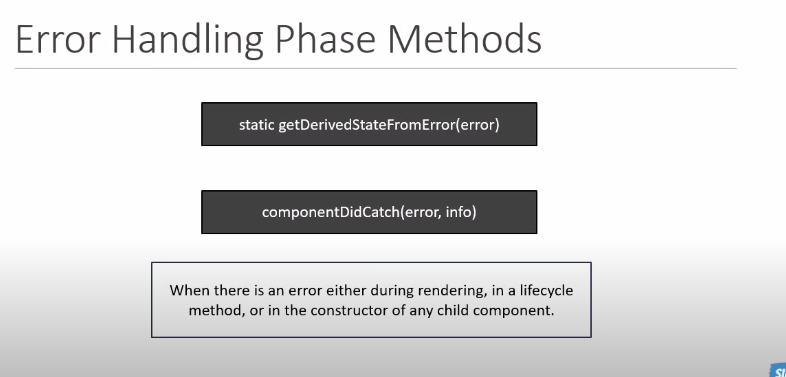 Error Handling Phase Methods
static getDerivedStateFromError(error)
componentDidCatch(error, info)
When there is an error either during rendering, in a lifecycle
method, or in the constructor of any child component.